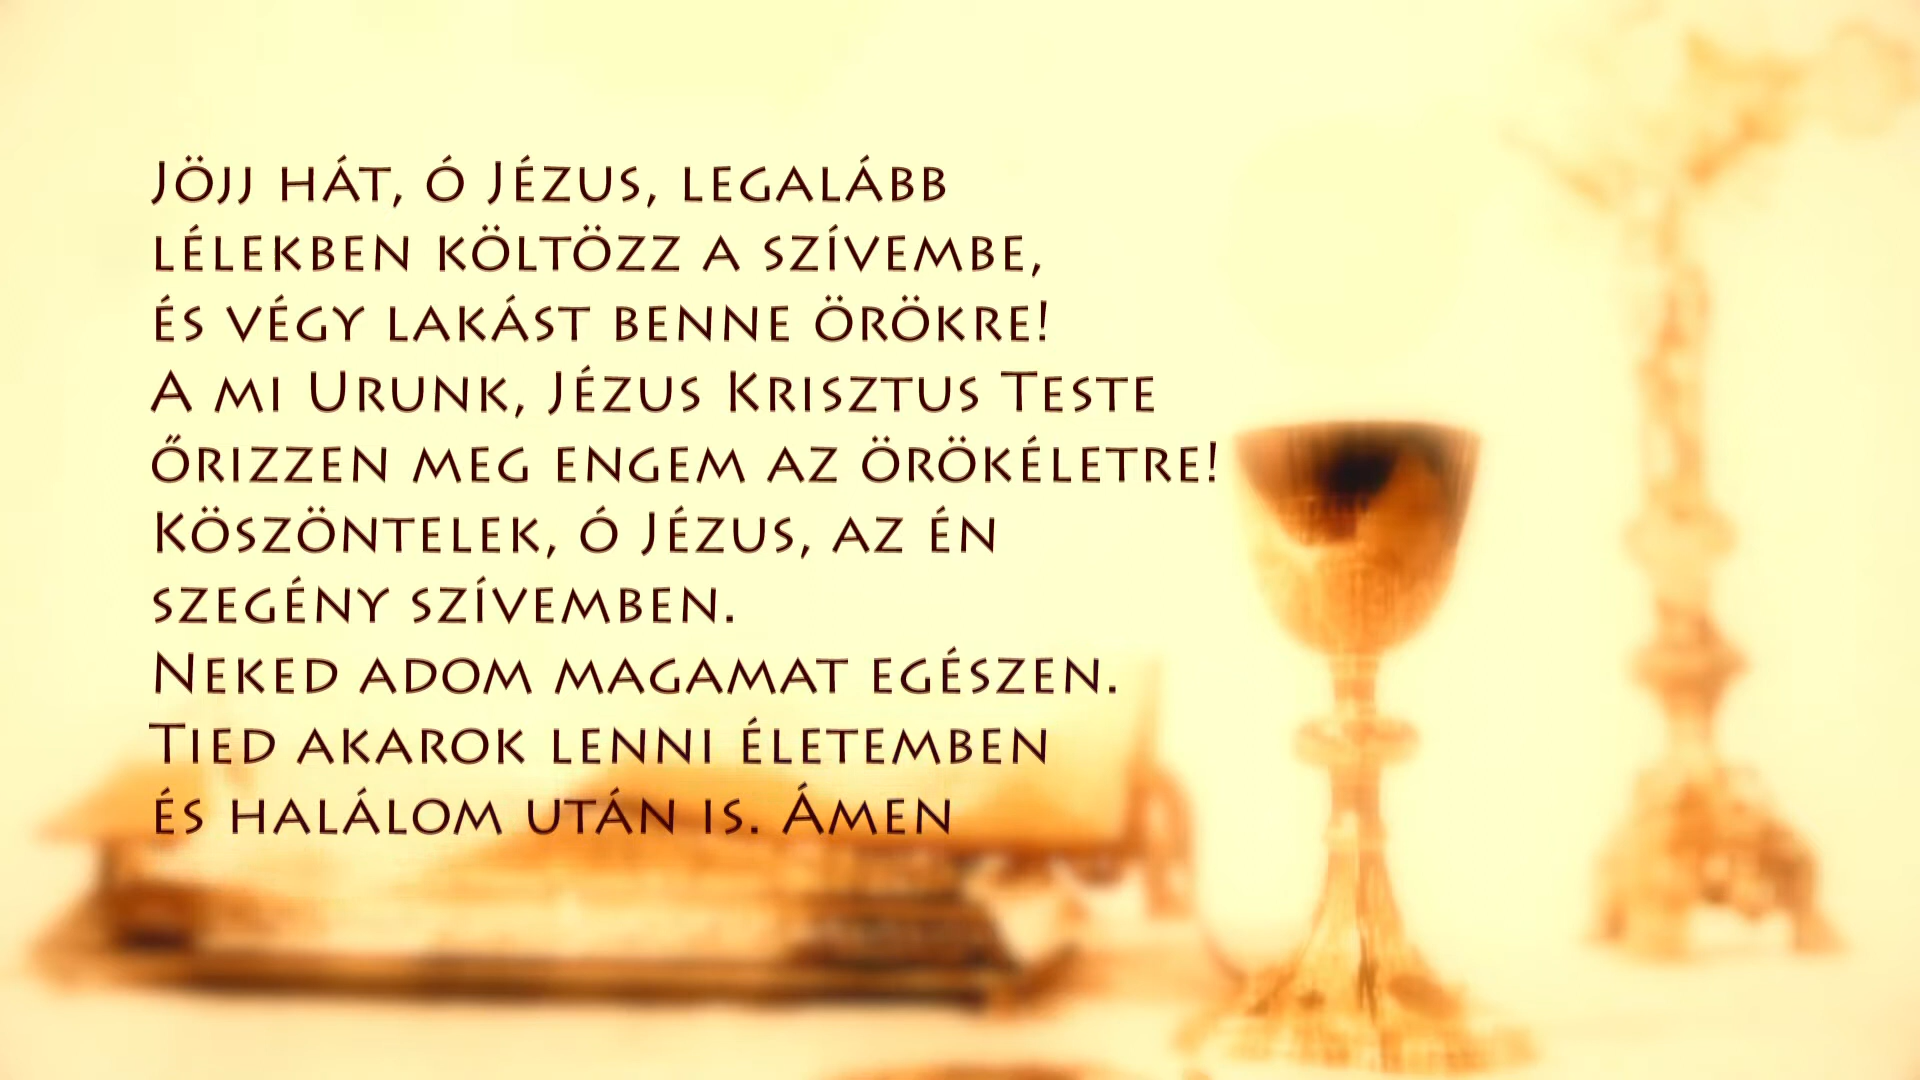 Jöjj hát, ó Jézus, legalább
lélekben költözz a szívembe,
és végy lakást benne örökre!
A mi Urunk, Jézus Krisztus Teste
őrizzen meg engem az örökéletre!
Köszöntelek, ó Jézus, az én
szegény szívemben.
Neked adom magamat egészen.
Tied akarok lenni életemben
és halálom után is. Ámen